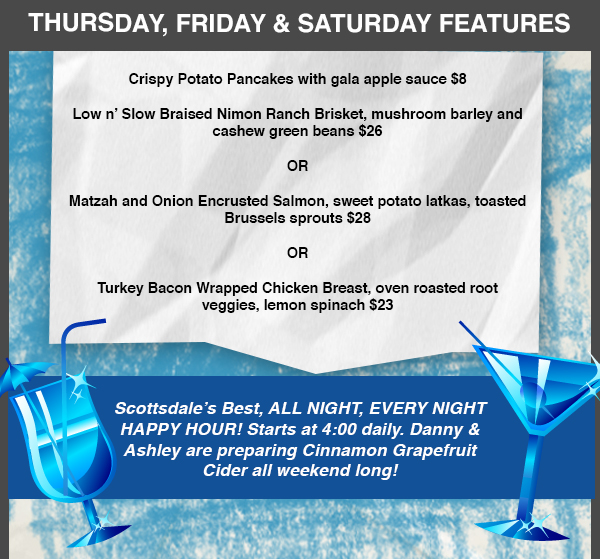 THURSDAY, FRIDAY & SATURDAY FEATURES
Crispy Potato Pancakes with gala apple sauce $8
Low n’ Slow Braised Nimon Ranch Brisket, mushroom barley and
cashew green beans $26
OR
Matzah and Onion Encrusted Salmon, sweet potato latkas, toasted
Brussels sprouts $28
OR
Turkey Bacon Wrapped Chicken Breast, oven roasted root
veggies, lemon spinach $23
Scottsdale’s Best, ALL NIGHT, EVERY NIGHT
HAPPY HOUR! Starts at 4:00 daily. Danny &
Ashley are preparing Cinnamon Grapefruit
Cider all weekend long!